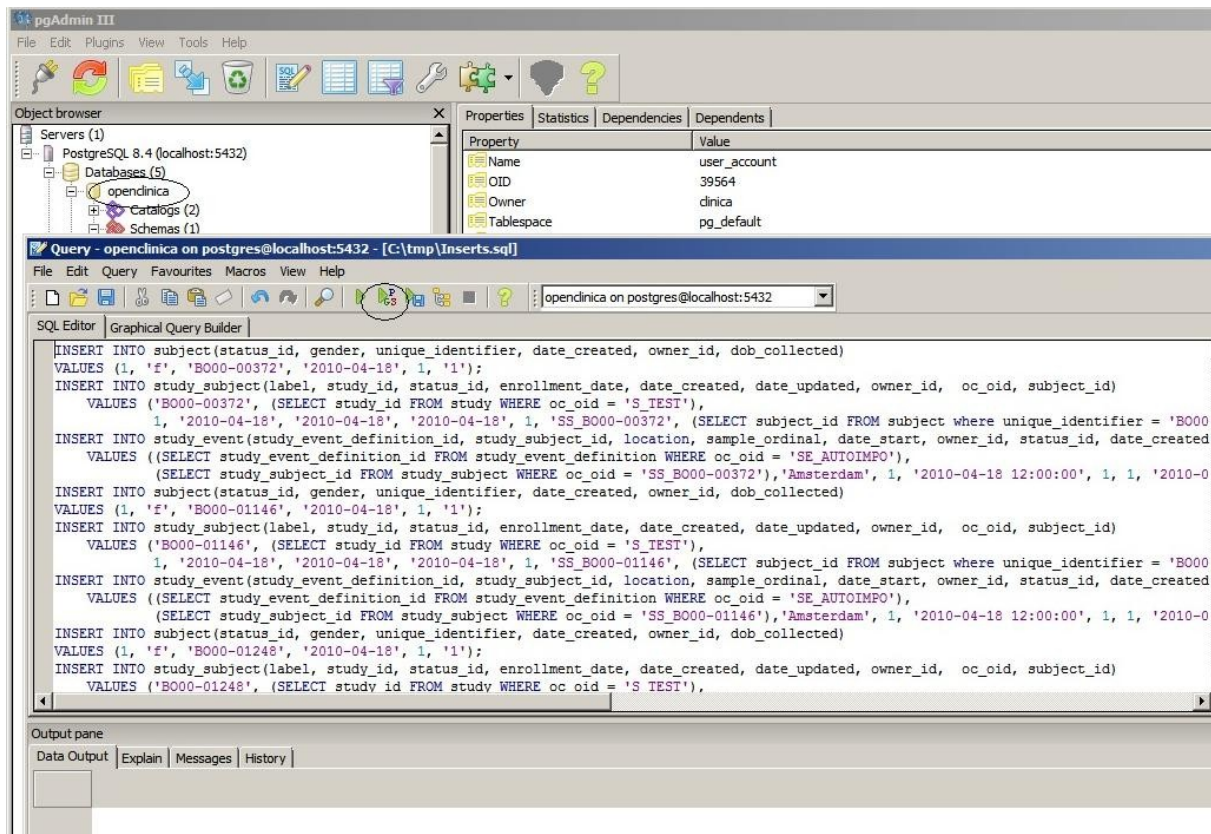 pgAdmin III
File Edit Plugins View Tools Help
SQL
Object browser X
Servers (1)
PostgreSQL 8.4 (localhost:5432)
Databases (5)
openclinica
Catalogs (2)
Schemas (1)
Properties Statistics Dependencies Dependents
Property Value
Name user_account
OID 39564
Owner clinica
Tablespace pg_default
Query - openclinica on postgres@localhost:5432 - [C:\tmp\Inserts.sql]
File Edit Query Favourites Macros View Help
openclinica on postgres@localhost:5432
SQL Editor Graphical Query Builder
INSERT INTO subject(status_id, gender, unique_identifier, date_created, owner_id, dob_collected)
VALUES (1, 'f', 'BO00-00372', '2010-04-18', 1, '1');
INSERT INTO study_subject(label, study_id, status_id, enrollment_date, date_created, date_updated, owner_id, oc_oid, subject_id)
VALUES ('BO00-00372', (SELECT study_id FROM study WHERE oc_oid = 'S_TEST'),
1, '2010-04-18', '2010-04-18', '2010-04-18', 1, 'SS_BO00-00372', (SELECT subject_id FROM subject where unique_identifier = 'BO00
INSERT INTO study_event(study_event_definition_id, study_subject_id, location, sample_ordinal, date_start, owner_id, status_id, date_created
VALUES ((SELECT study_event_definition_id FROM study_event_definition WHERE oc_oid = 'SE_AUTOIMPO'),
(SELECT study_subject_id FROM study_subject WHERE oc_oid = 'SS_BO00-00372'),'Amsterdam', 1, '2010-04-18 12:00:00', 1, 1, '2010-0
INSERT INTO subject(status_id, gender, unique_identifier, date_created, owner_id, dob_collected)
VALUES (1, 'f', 'BO00-01146', '2010-04-18', 1, '1');
INSERT INTO study_subject(label, study_id, status_id, enrollment_date, date_created, date_updated, owner_id, oc_oid, subject_id)
VALUES ('BO00-01146', (SELECT study_id FROM study WHERE oc_oid = 'S_TEST'),
1, '2010-04-18', '2010-04-18', '2010-04-18', 1, 'SS_BO00-01146', (SELECT subject_id FROM subject where unique_identifier = 'BO00
INSERT INTO study_event(study_event_definition_id, study_subject_id, location, sample_ordinal, date_start, owner_id, status_id, date_created
VALUES ((SELECT study_event_definition_id FROM study_event_definition WHERE oc_oid = 'SE_AUTOIMPO'),
(SELECT study_subject_id FROM study_subject WHERE oc_oid = 'SS_BO00-01146'),'Amsterdam', 1, '2010-04-18 12:00:00', 1, 1, '2010-0
INSERT INTO subject(status_id, gender, unique_identifier, date_created, owner_id, dob_collected)
VALUES (1, 'f', 'BO00-01248', '2010-04-18', 1, '1');
INSERT INTO study_subject(label, study_id, status_id, enrollment_date, date_created, date_updated, owner_id, oc_oid, subject_id)
VALUES ('BO00-01248', (SELECT study_id FROM study WHERE oc_oid = 'S_TEST'),
Output pane
Data Output Explain Messages History